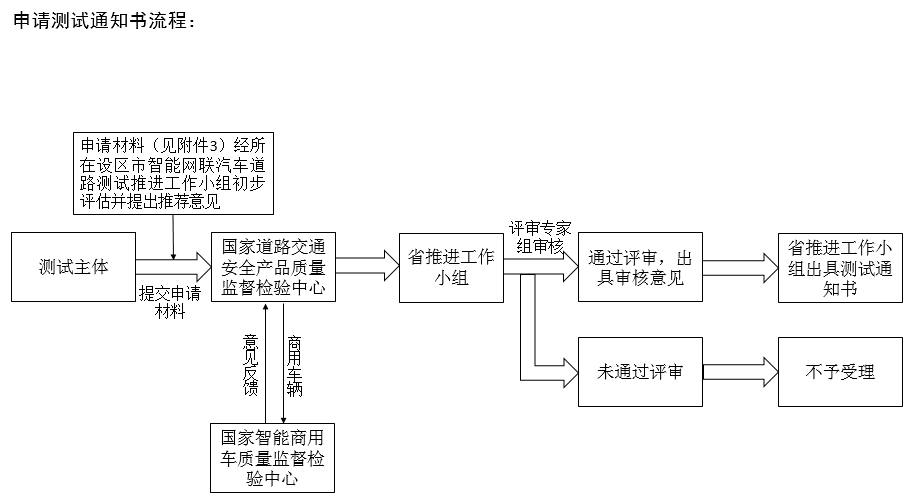 申请测试通知书流程：
申请材料（见附件3）经所
在设区市智能网联汽车道
路测试推进工作小组初步
评估并提出推荐意见
测试主体
提交申请
材料
国家道路交通
安全产品质量
监督检验中心
意见反馈
商用车辆
国家智能商用
车质量监督检
验中心
省推进工作
小组
评审专家
组审核
通过评审，出
具审核意见
省推进工作小
组出具测试通
知书
未通过评审
不予受理